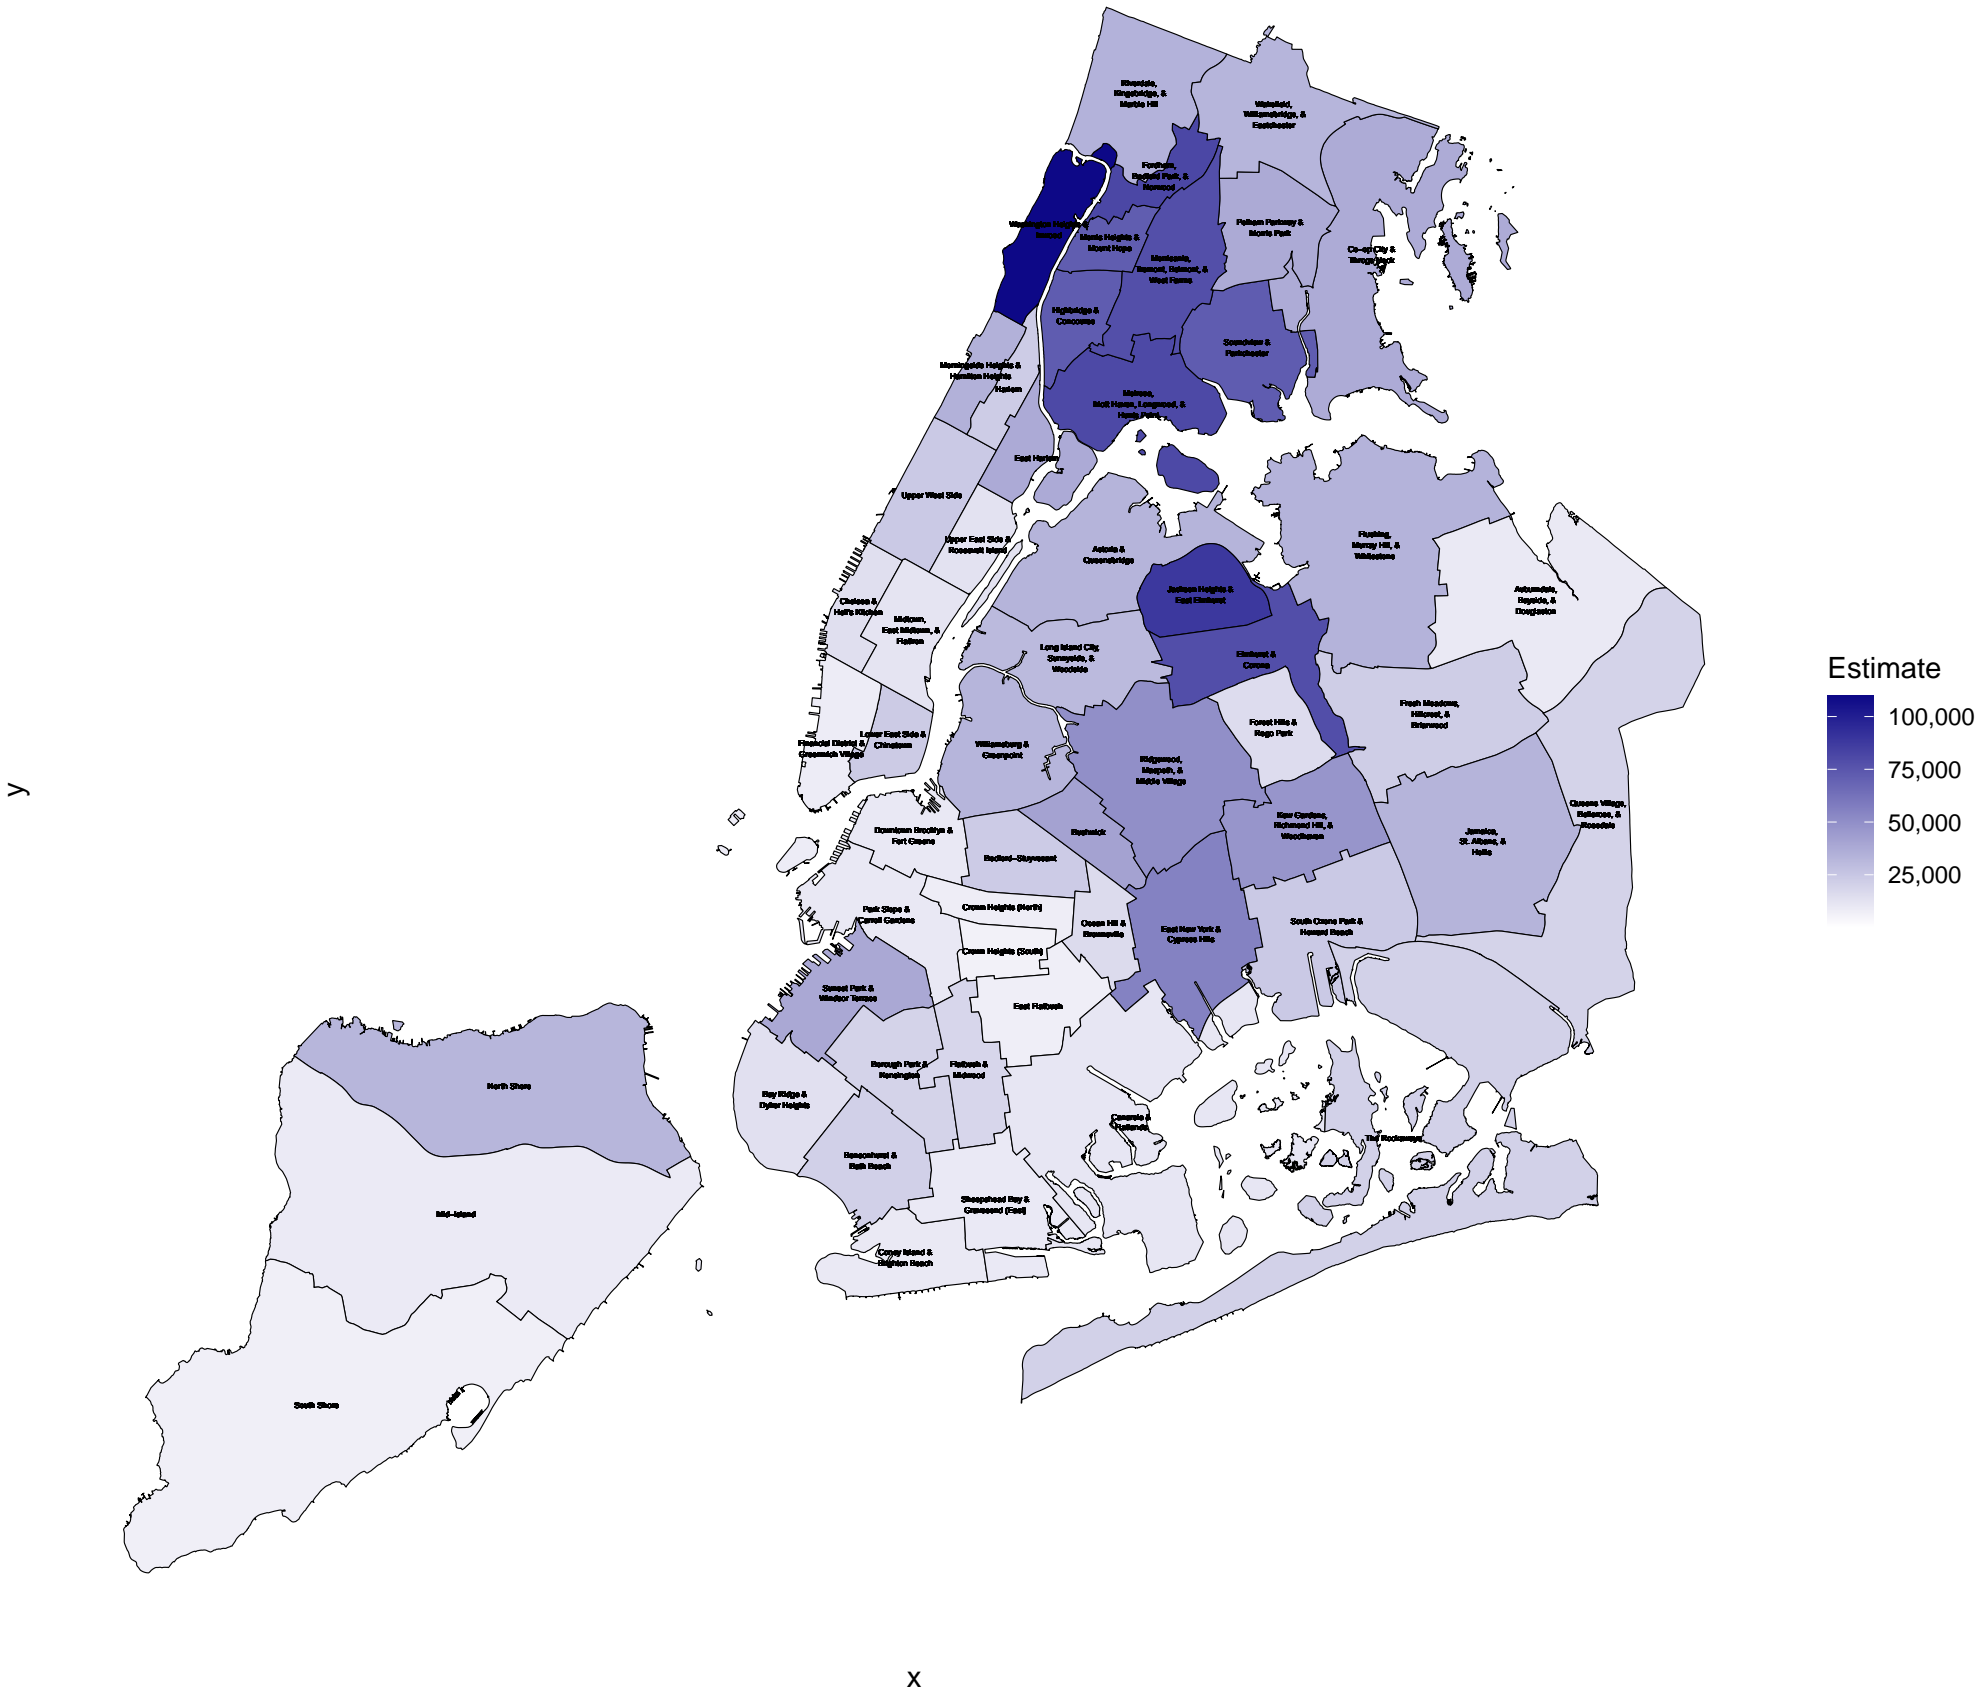 Riverdale,
Kingsbridge, &
Marble Hill
Wakefield,
Williamsbridge, &
Eastchester
Fordham,
Bedford Park, &
Norwood
Washington Heights &
Inwood
Morris Heights &
Mount Hope
Pelham Parkway &
Morris Park
Co-op City &
Throgs Neck
Morrisania,
Tremont, Belmont, &
West Farms
Highbridge &
Concourse
Soundview &
Parkchester
Morningside Heights &
Hamilton Heights
Harlem
Melrose,
Mott Haven, Longwood, &
Hunts Point
East Harlem
Upper West Side
Upper East Side &
Roosevelt Island
Astoria &
Queensbridge
Flushing,
Murray Hill, &
Whitestone
Jackson Heights &
East Elmhurst
Auburndale,
Bayside, &
Douglaston
Chelsea &
Hell's Kitchen
Midtown,
East Midtown, &
Flatiron
Long Island City,
Sunnyside, &
Woodside
Elmhurst &
Corona
Estimate
100,000
75,000
50,000
25,000
Fresh Meadows,
Hillcrest, &
Briarwood
Forest Hills &
Rego Park
Financial District &
Greenwich Village
Lower East Side &
Chinatown
Williamsburg &
Greenpoint
Ridgewood,
Maspeth, &
Middle Village
y
Queens Village,
Bellerose, &
Rosedale
Kew Gardens,
Richmond Hill, &
Woodhaven
Jamaica,
St. Albans, &
Hollis
Downtown Brooklyn &
Fort Greene
Bushwick
Bedford-Stuyvesant
Park Slope &
Carroll Gardens
Crown Heights (North)
Ocean Hill &
Brownsville
East New York &
Cypress Hills
South Ozone Park &
Howard Beach
Crown Heights (South)
Sunset Park &
Windsor Terrace
East Flatbush
Borough Park &
Kensington
Flatbush &
Midwood
North Shore
Bay Ridge &
Dyker Heights
Canarsie &
Flatlands
The Rockaways
Bensonhurst &
Bath Beach
Sheepshead Bay &
Gravesend (East)
Mid-Island
Coney Island &
Brighton Beach
South Shore
x